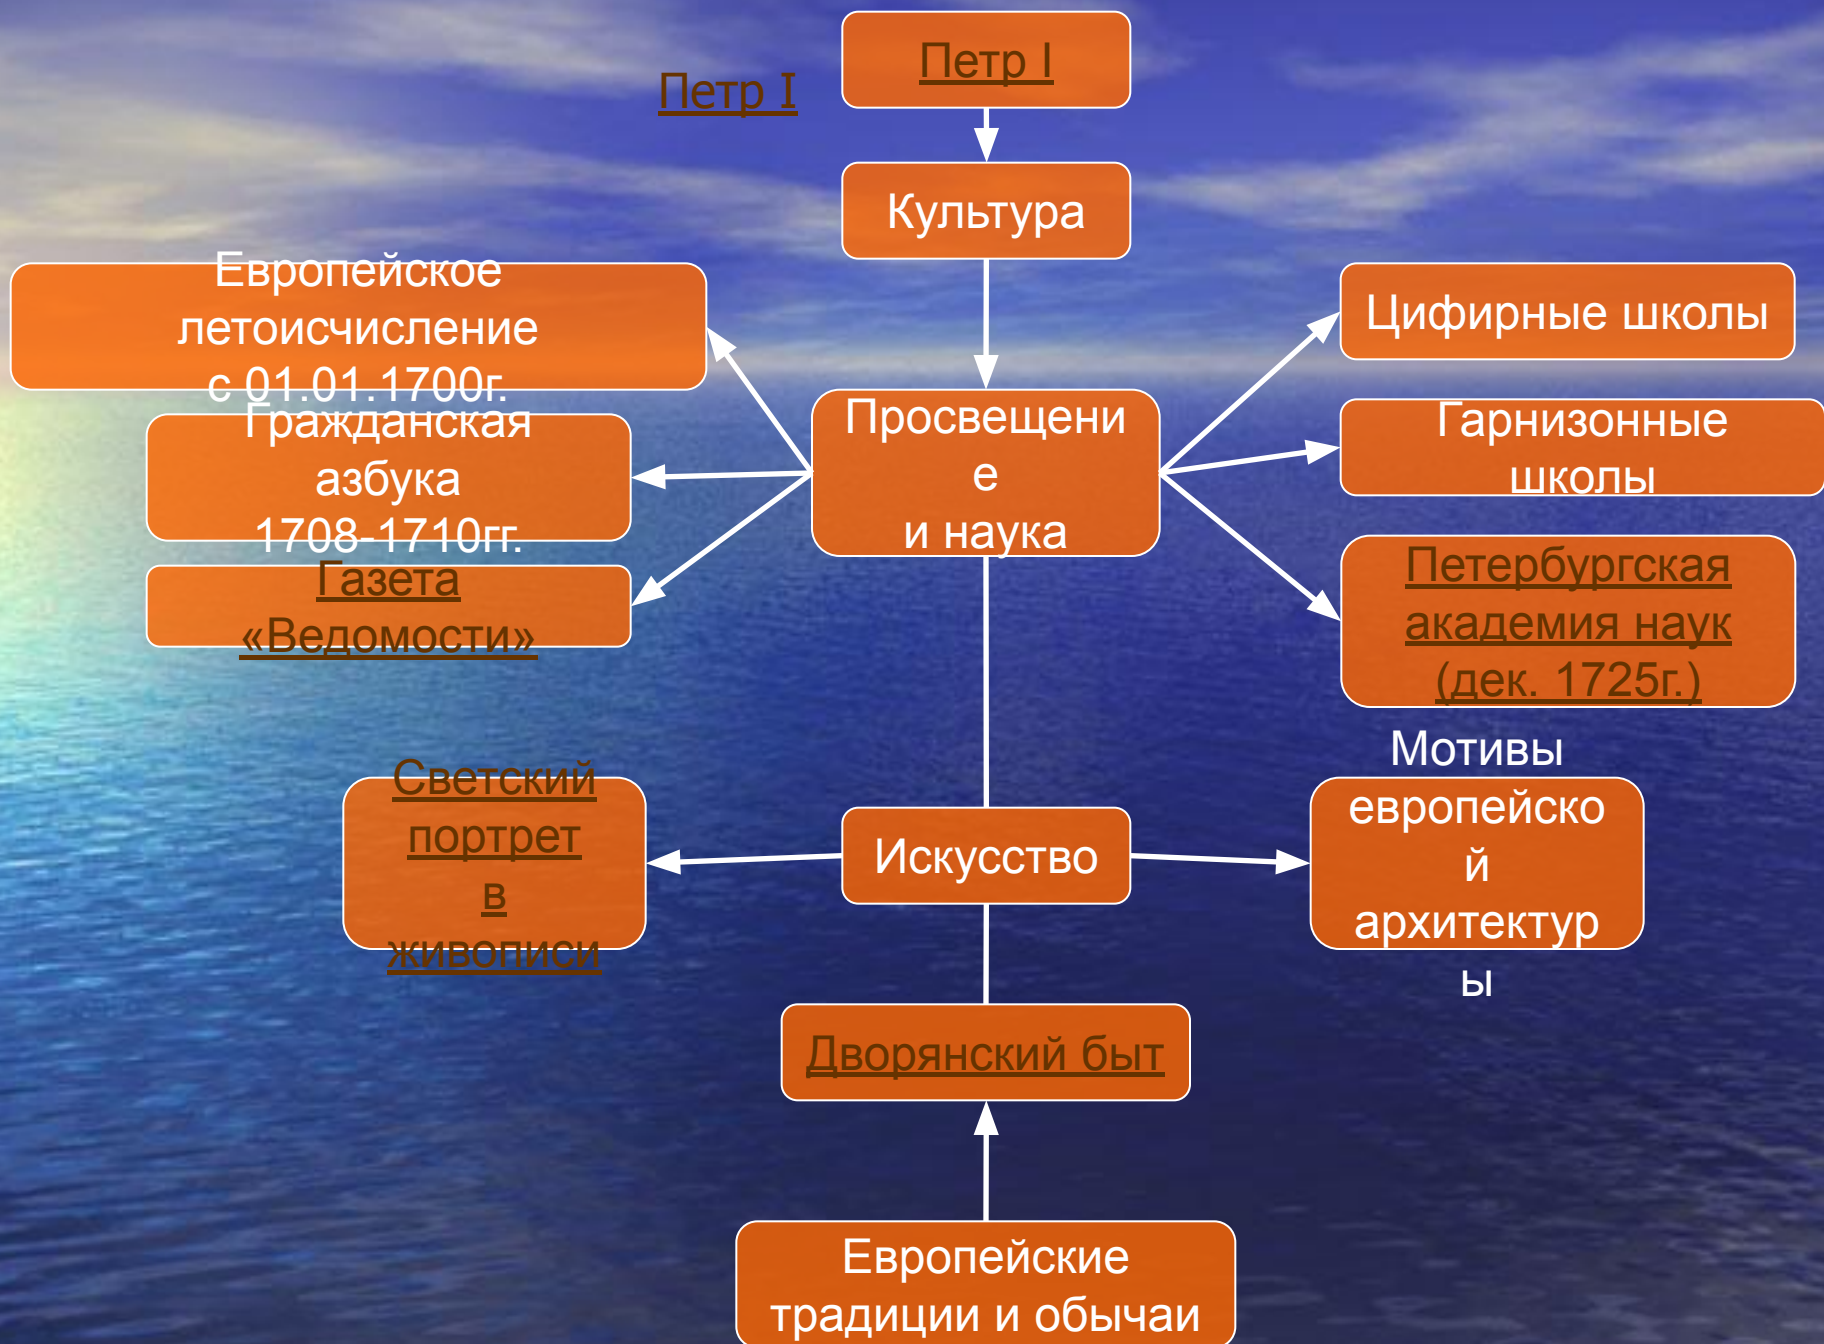 Петр I
Петр I
Культура
Европейское
летоисчисление
с 01.01.1700г.
Гражданская
азбука
1708-1710гг.
Газета
«Ведомости»
Просвещени
е
и наука
Цифирные школы
Гарнизонные
школы
Петербургская
академия наук
(дек. 1725г.)
Светский
портрет
в
живописи
Искусство
Мотивы
европейско
й
архитектур
ы
Дворянский быт
Европейские
традиции и обычаи